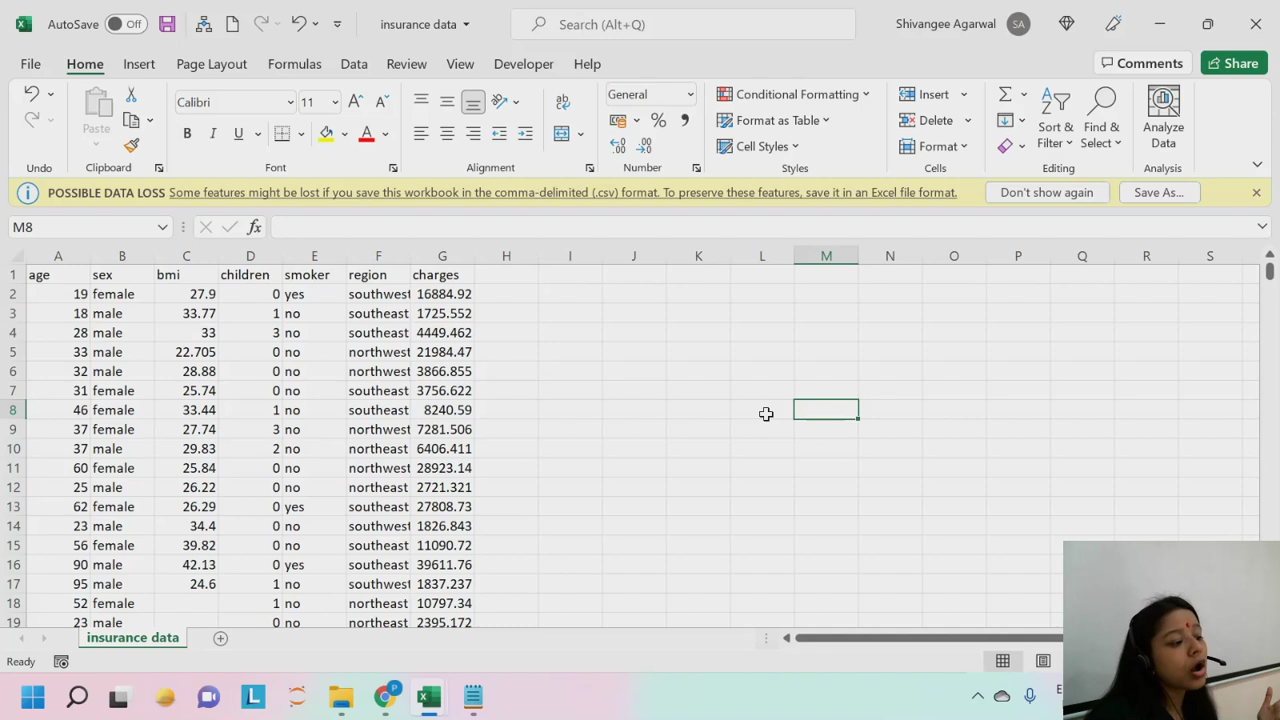 AutoSave Off insurance data Search (Alt+Q) Shivangee Agarwal SA
File Home Insert Page Layout Formulas Data Review View Developer Help Comments Share
Calibri 11 General Conditional Formatting Insert
Paste Format as Table Delete Sort & Filter Find & Select Analyze Data
Cell Styles Format
Undo Clipboard Font Alignment Number Styles Cells Editing Analysis
POSSIBLE DATA LOSS Some features might be lost if you save this workbook in the comma-delimited (.csv) format. To preserve these features, save it in an Excel file format. Don't show again Save As...
M8 fx
A B C D E F G H I J K L M N O P Q R S
1 age sex bmi children smoker region charges
2 19 female 27.9 0 yes southwest 16884.92
3 18 male 33.77 1 no southeast 1725.552
4 28 male 33 3 no southeast 4449.462
5 33 male 22.705 0 no northwest 21984.47
6 32 male 28.88 0 no northwest 3866.855
7 31 female 25.74 0 no southeast 3756.622
8 46 female 33.44 1 no southeast 8240.59
9 37 female 27.74 3 no northwest 7281.506
10 37 male 29.83 2 no northeast 6406.411
11 60 female 25.84 0 no northwest 28923.14
12 25 male 26.22 0 no northeast 2721.321
13 62 female 26.29 0 yes southeast 27808.73
14 23 male 34.4 0 no southwest 1826.843
15 56 female 39.82 0 no southeast 11090.72
16 90 male 42.13 0 yes southeast 39611.76
17 95 male 24.6 1 no southwest 1837.237
18 52 female 1 no northeast 10797.34
19 23 male 0 no northeast 2395.172
insurance data
Ready